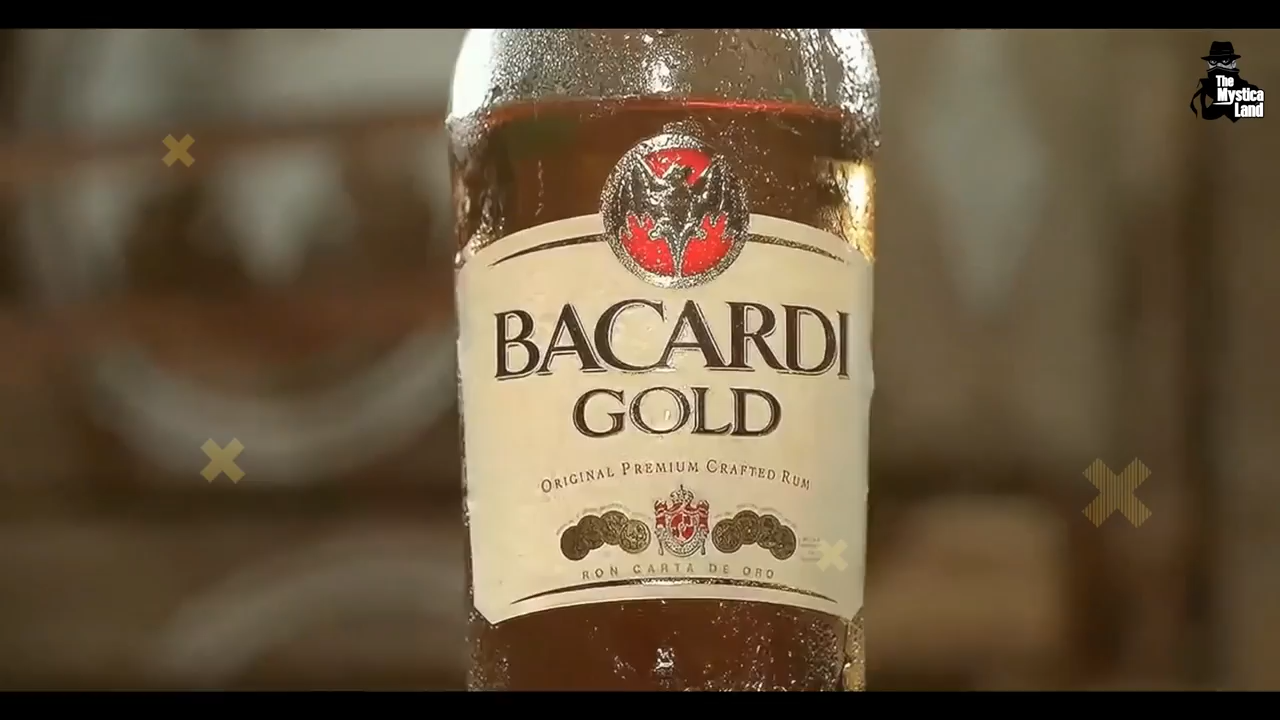 The
Mystica
Land
BACARDI
GOLD
ORIGINAL PREMIUM CRAFTED RUM
RON CARTA DE ORO